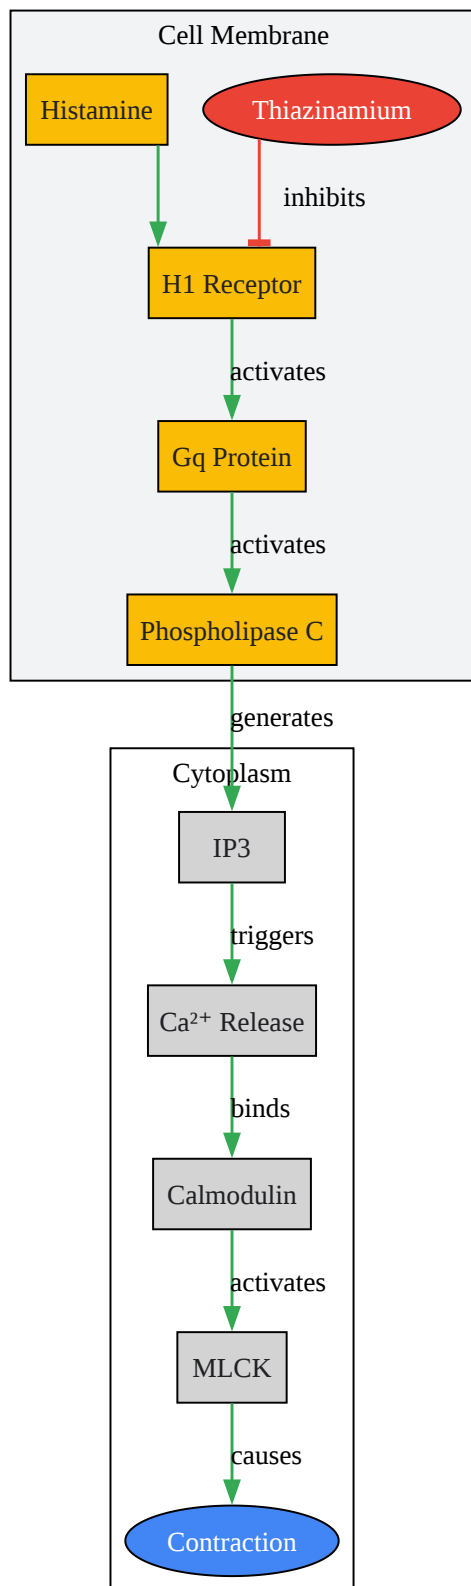 Cell Membrane
Histamine
Thiazinamium
inhibits
H1 Receptor
activates
Gq Protein
activates
Phospholipase C
generates
Cytoplasm
IP3
triggers
Ca²⁺ Release
binds
Calmodulin
activates
MLCK
causes
Contraction